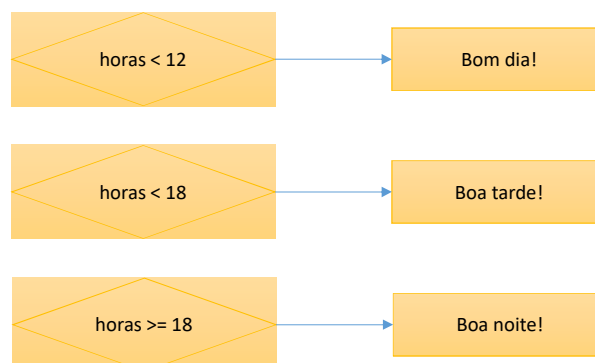 horas < 12
Bom dia!
horas < 18
Boa tarde!
horas >= 18
Boa noite!